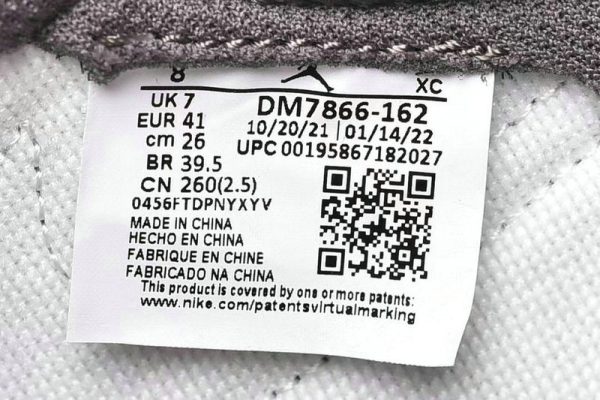 8 XC
UK 7 DM7866-162
EUR 41 10/20/21 | 01/14/22
cm 26 UPC 00195867182027
BR 39.5
CN 260(2.5)
0456FTDPNYXYV
MADE IN CHINA
HECHO EN CHINA
FABRIQUE EN CHINE
FABRICADO NA CHINA
This product is covered by one or more patents:
www.nike.com/patentsvirtualmarking